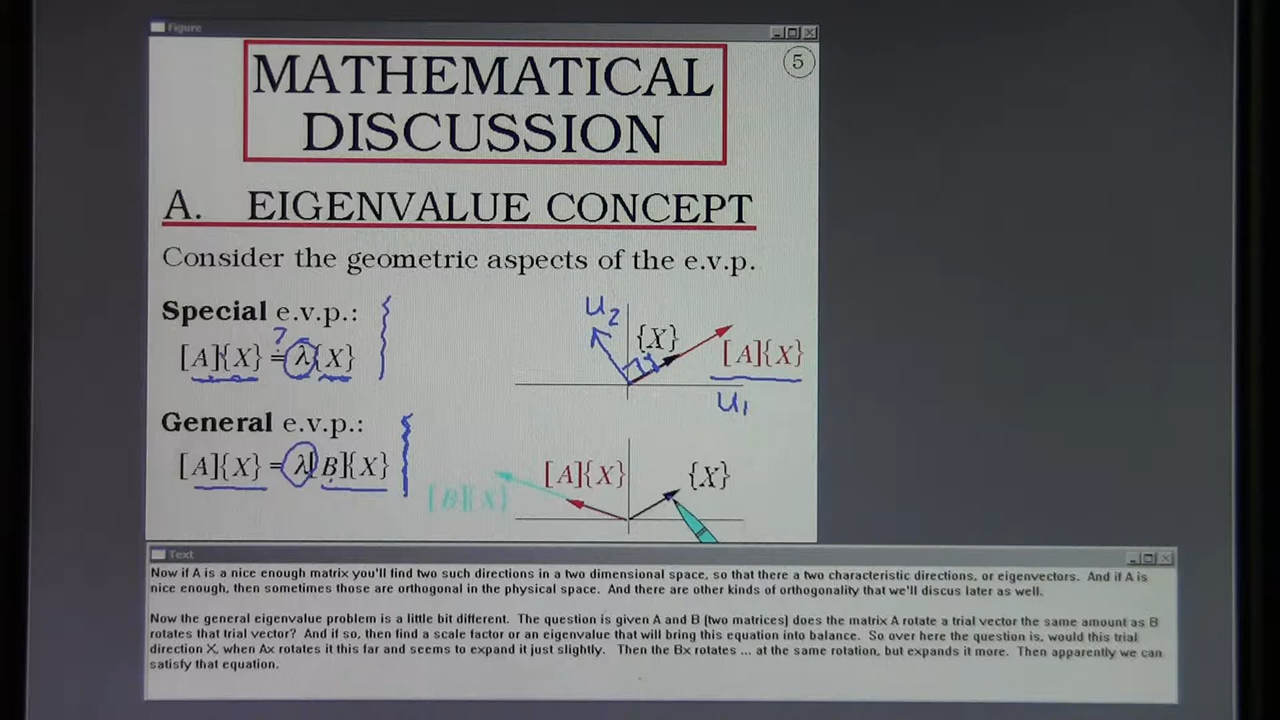 Figure
5
MATHEMATICAL
DISCUSSION
A. EIGENVALUE CONCEPT
Consider the geometric aspects of the e.v.p.
Special e.v.p.:
?
[A]{X} = λ{X}
u₂
{X}
[A]{X}
u₁
General e.v.p.:
[A]{X} = λ[B]{X}
[A]{X}
{X}
[B]{X}
Text
Now if A is a nice enough matrix you'll find two such directions in a two dimensional space, so that there a two characteristic directions, or eigenvectors. And if A is
nice enough, then sometimes those are orthogonal in the physical space. And there are other kinds of orthogonality that we'll discus later as well.
Now the general eigenvalue problem is a little bit different. The question is given A and B (two matrices) does the matrix A rotate a trial vector the same amount as B
rotates that trial vector? And if so, then find a scale factor or an eigenvalue that will bring this equation into balance. So over here the question is, would this trial
direction X, when Ax rotates it this far and seems to expand it just slightly. Then the Bx rotates ... at the same rotation, but expands it more. Then apparently we can
satisfy that equation.